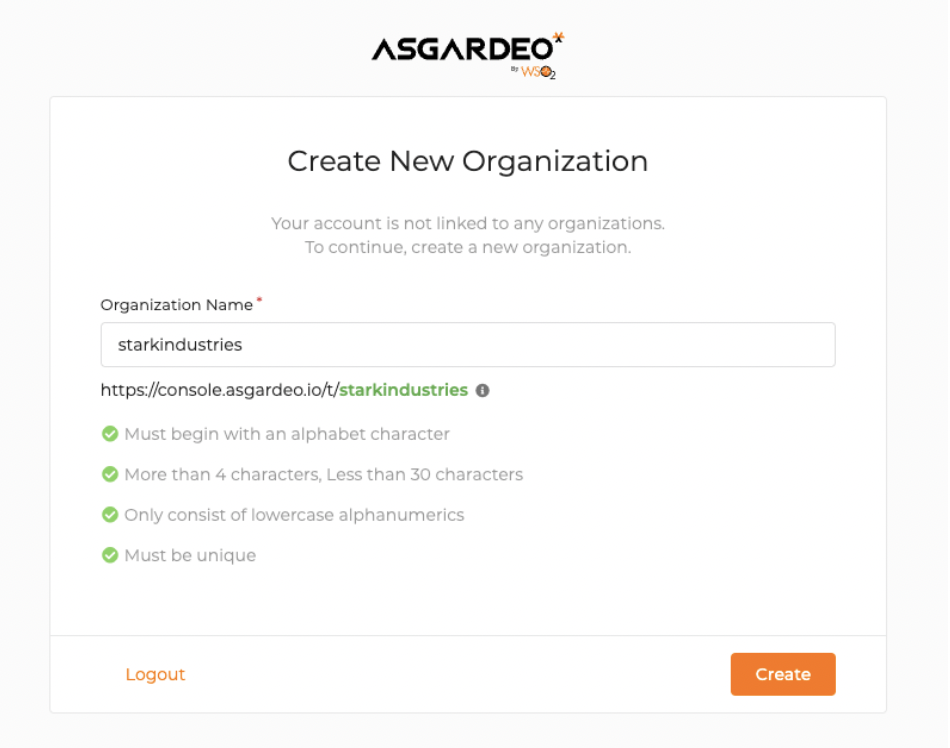 ASGARDEO
By WSO2
Create New Organization
Your account is not linked to any organizations.
To continue, create a new organization.
Organization Name *
starkindustries
https://console.asgardeo.io/t/starkindustries
Must begin with an alphabet character
More than 4 characters, Less than 30 characters
Only consist of lowercase alphanumerics
Must be unique
Logout
Create